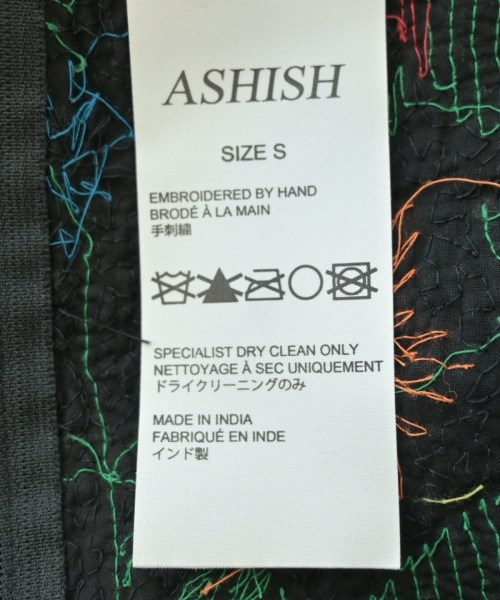 ASHISH
SIZE S
EMBROIDERED BY HAND
BRODÉ À LA MAIN
手刺繍
SPECIALIST DRY CLEAN ONLY
NETTOYAGE À SEC UNIQUEMENT
ドライクリーニングのみ
MADE IN INDIA
FABRIQUÉ EN INDE
インド製